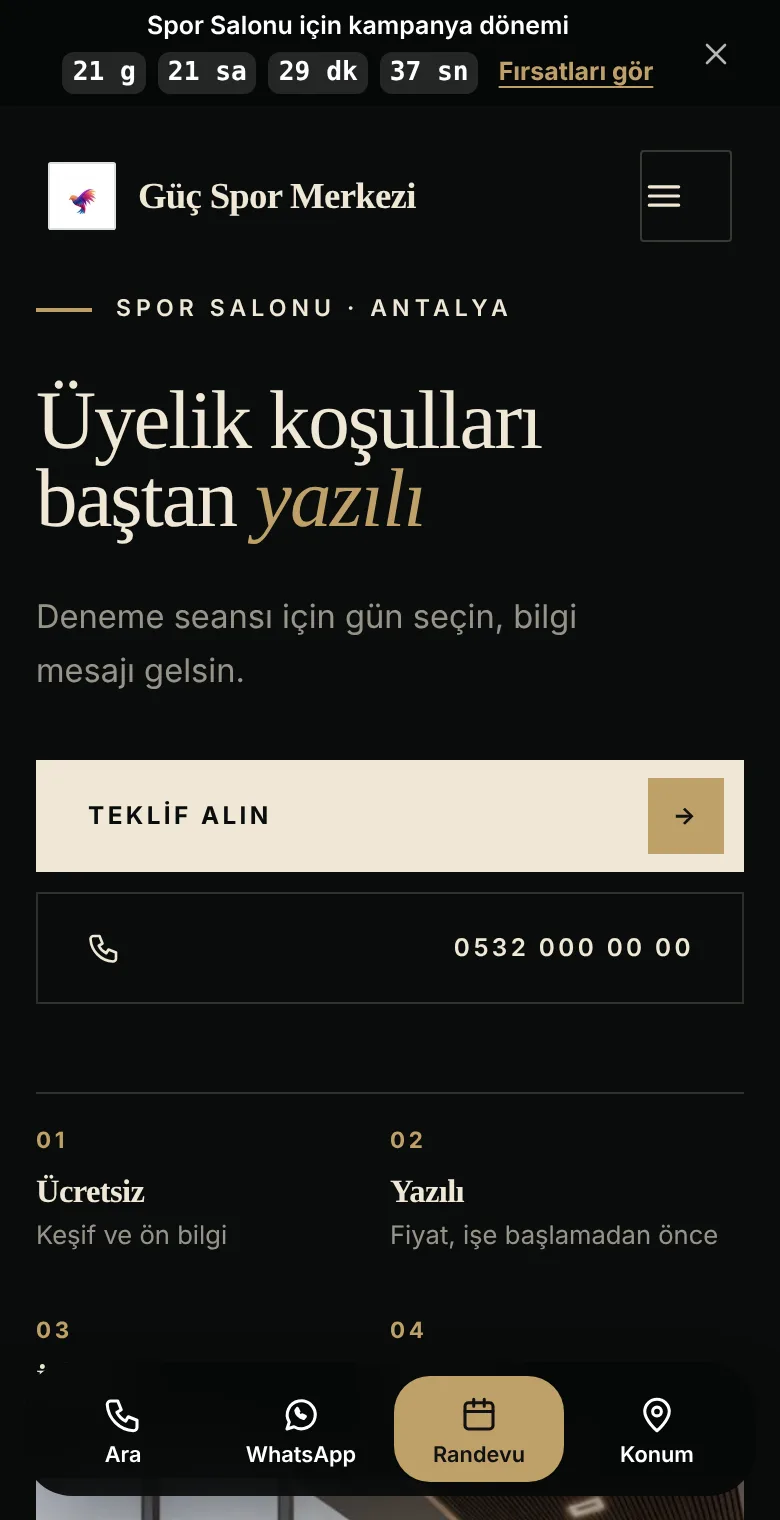 Spor Salonu için kampanya dönemi
21 g 21 sa 29 dk 37 sn Fırsatları gör
Güç Spor Merkezi
SPOR SALONU · ANTALYA
Üyelik koşulları
baştan yazılı
Deneme seansı için gün seçin, bilgi
mesajı gelsin.
TEKLİF ALIN
0532 000 00 00
01
Ücretsiz
Keşif ve ön bilgi
02
Yazılı
Fiyat, işe başlamadan önce
03
04
Ara
WhatsApp
Randevu
Konum